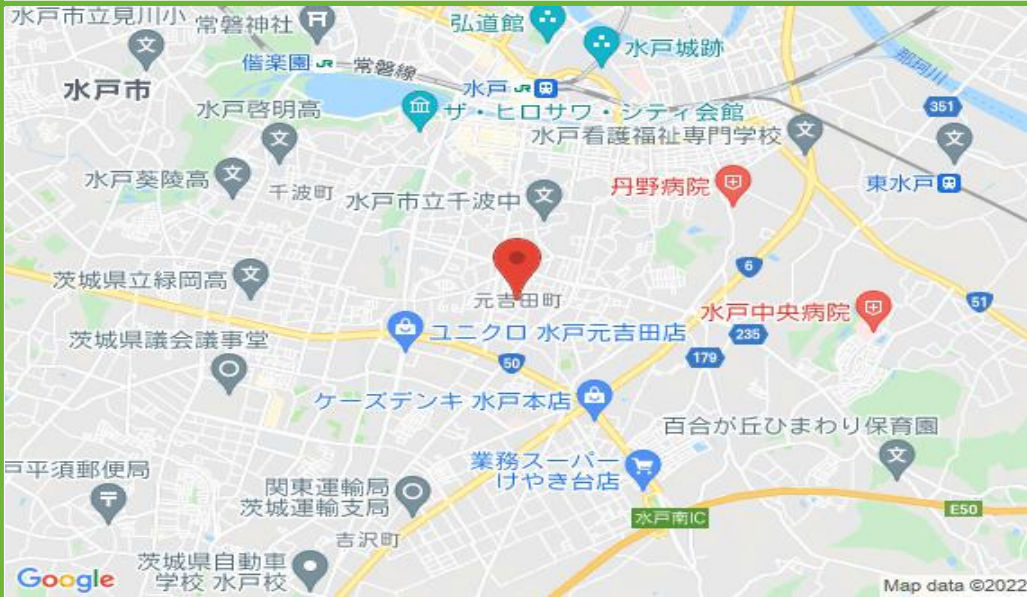 水戸市立見川小
常磐神社
弘道館
水戸城跡
偕楽園
JR
常磐線
那珂川
水戸市
水戸
JR
351
水戸啓明高
ザ・ヒロサワ・シティ会館
水戸看護福祉専門学校
水戸葵陵高
千波町
水戸市立千波中
丹野病院
東水戸
茨城県立緑岡高
6
元吉田町
水戸中央病院
51
茨城県議会議事堂
ユニクロ 水戸元吉田店
235
50
179
ケーズデンキ 水戸本店
百合が丘ひまわり保育園
戸平須郵便局
業務スーパー
けやき台店
関東運輸局
茨城運輸支局
水戸南IC
E50
吉沢町
茨城県自動車
学校 水戸校
Google
Map data ©2022